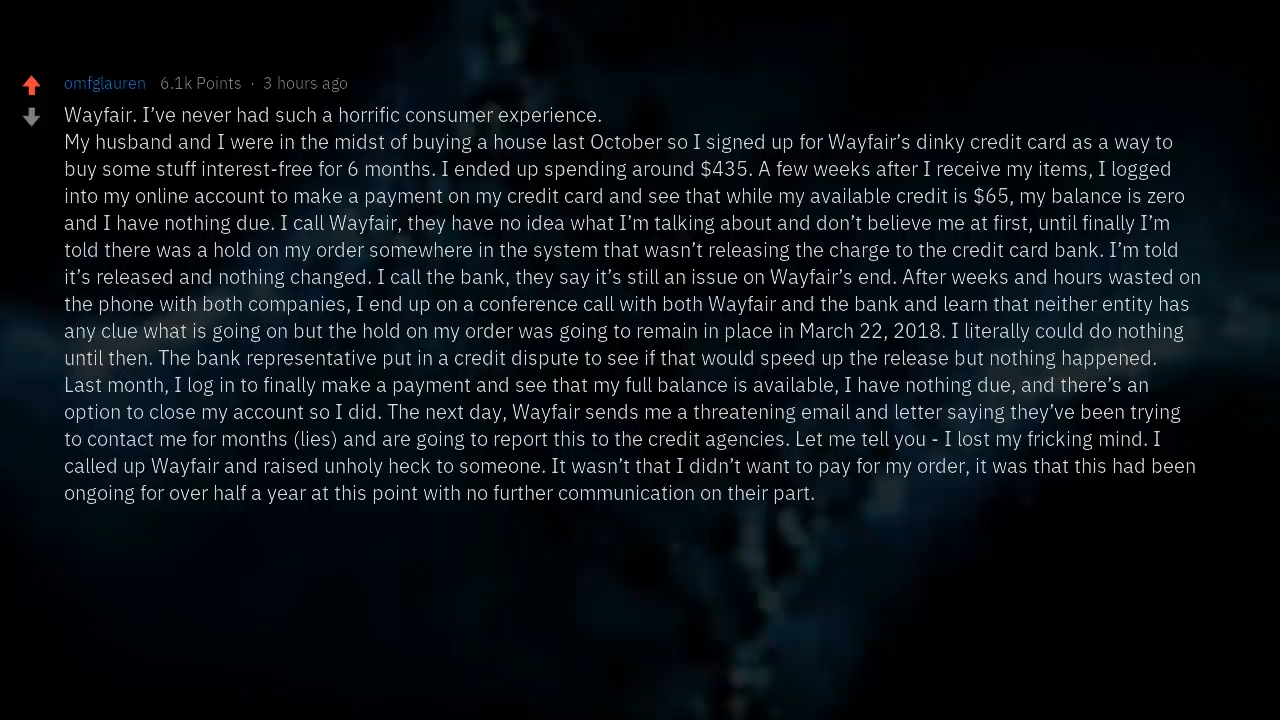 omfglauren 6.1k Points · 3 hours ago
Wayfair. I’ve never had such a horrific consumer experience.
My husband and I were in the midst of buying a house last October so I signed up for Wayfair’s dinky credit card as a way to
buy some stuff interest-free for 6 months. I ended up spending around $435. A few weeks after I receive my items, I logged
into my online account to make a payment on my credit card and see that while my available credit is $65, my balance is zero
and I have nothing due. I call Wayfair, they have no idea what I’m talking about and don’t believe me at first, until finally I’m
told there was a hold on my order somewhere in the system that wasn’t releasing the charge to the credit card bank. I’m told
it’s released and nothing changed. I call the bank, they say it’s still an issue on Wayfair’s end. After weeks and hours wasted on
the phone with both companies, I end up on a conference call with both Wayfair and the bank and learn that neither entity has
any clue what is going on but the hold on my order was going to remain in place in March 22, 2018. I literally could do nothing
until then. The bank representative put in a credit dispute to see if that would speed up the release but nothing happened.
Last month, I log in to finally make a payment and see that my full balance is available, I have nothing due, and there’s an
option to close my account so I did. The next day, Wayfair sends me a threatening email and letter saying they’ve been trying
to contact me for months (lies) and are going to report this to the credit agencies. Let me tell you - I lost my fricking mind. I
called up Wayfair and raised unholy heck to someone. It wasn’t that I didn’t want to pay for my order, it was that this had been
ongoing for over half a year at this point with no further communication on their part.